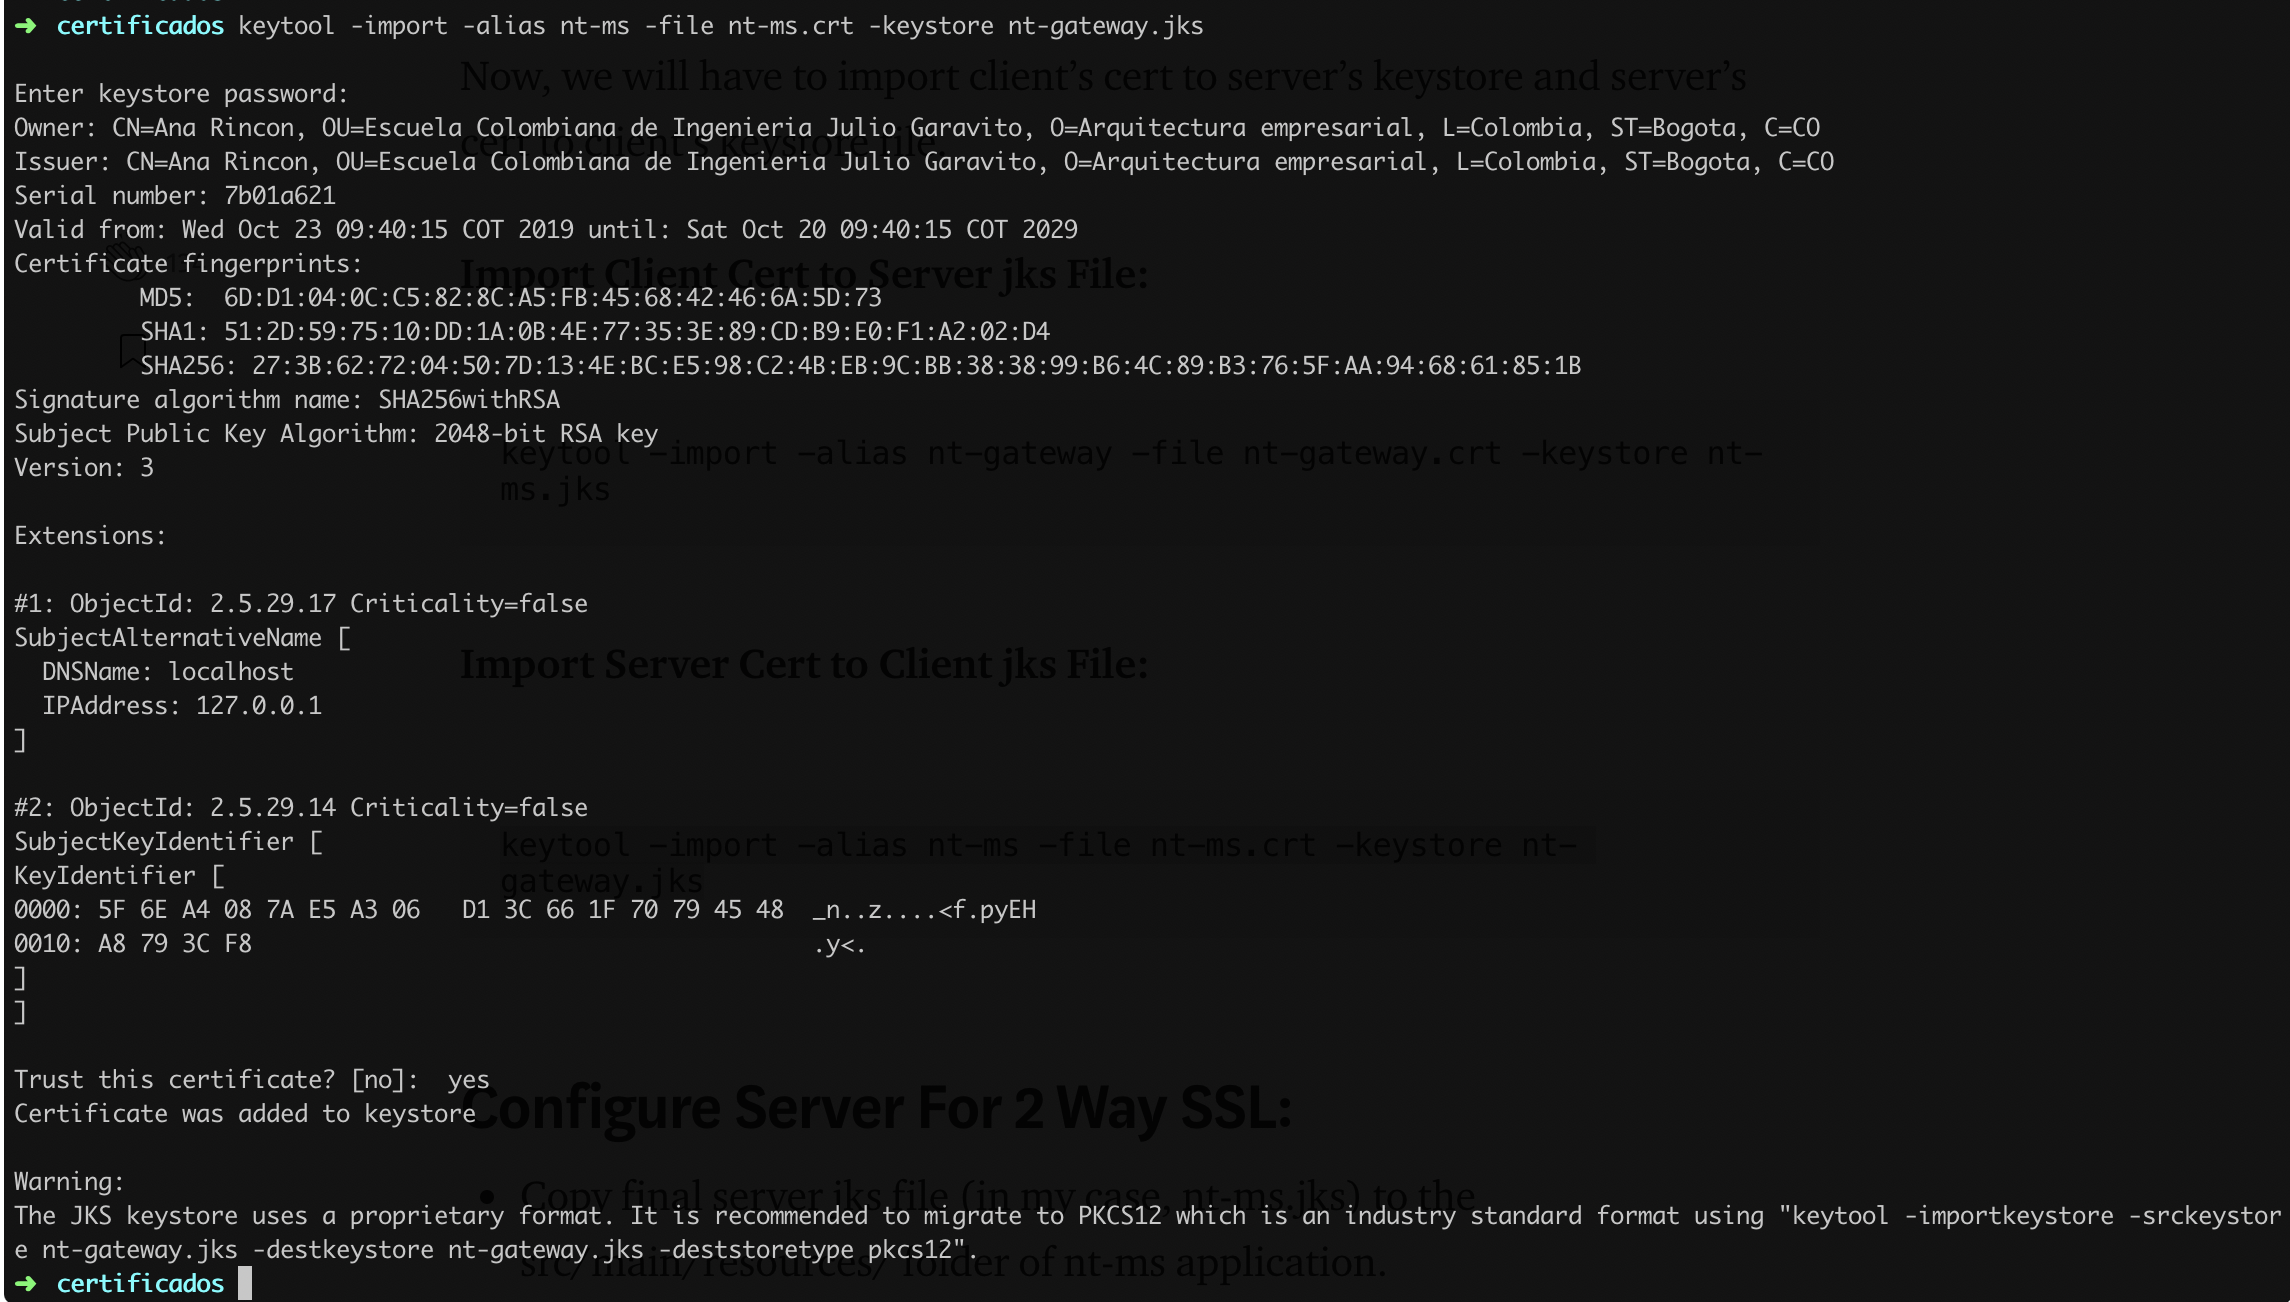 ➜ certificados keytool -import -alias nt-ms -file nt-ms.crt -keystore nt-gateway.jks
Now, we will have to import client’s cert to server’s keystore and server’s
Enter keystore password:
Owner: CN=Ana Rincon, OU=Escuela Colombiana de Ingenieria Julio Garavito, O=Arquitectura empresarial, L=Colombia, ST=Bogota, C=CO
cert to client’s keystore file.
Issuer: CN=Ana Rincon, OU=Escuela Colombiana de Ingenieria Julio Garavito, O=Arquitectura empresarial, L=Colombia, ST=Bogota, C=CO
Serial number: 7b01a621
Valid from: Wed Oct 23 09:40:15 COT 2019 until: Sat Oct 20 09:40:15 COT 2029
Certificate fingerprints:
Import Client Cert to Server jks File:
MD5: 6D:D1:04:0C:C5:82:8C:A5:FB:45:68:42:46:6A:5D:73
SHA1: 51:2D:59:75:10:DD:1A:0B:4E:77:35:3E:89:CD:B9:E0:F1:A2:02:D4
SHA256: 27:3B:62:72:04:50:7D:13:4E:BC:E5:98:C2:4B:EB:9C:BB:38:38:99:B6:4C:89:B3:76:5F:AA:94:68:61:85:1B
Signature algorithm name: SHA256withRSA
Subject Public Key Algorithm: 2048-bit RSA key
keytool -import -alias nt-gateway -file nt-gateway.crt -keystore nt-
Version: 3
ms.jks
Extensions:
#1: ObjectId: 2.5.29.17 Criticality=false
SubjectAlternativeName [
Import Server Cert to Client jks File:
DNSName: localhost
IPAddress: 127.0.0.1
]
#2: ObjectId: 2.5.29.14 Criticality=false
SubjectKeyIdentifier [
keytool -import -alias nt-ms -file nt-ms.crt -keystore nt-
KeyIdentifier [
gateway.jks
0000: 5F 6E A4 08 7A E5 A3 06 D1 3C 66 1F 70 79 45 48 _n..z....<f.pyEH
0010: A8 79 3C F8 .y<.
]
]
Trust this certificate? [no]: yes
Configure Server For 2 Way SSL:
Certificate was added to keystore
Warning:
• Copy final server jks file (in my case, nt-ms.jks) to the
The JKS keystore uses a proprietary format. It is recommended to migrate to PKCS12 which is an industry standard format using "keytool -importkeystore -srckeystor
e nt-gateway.jks -destkeystore nt-gateway.jks -deststoretype pkcs12".
src/main/resources/ folder of nt-ms application.
➜ certificados